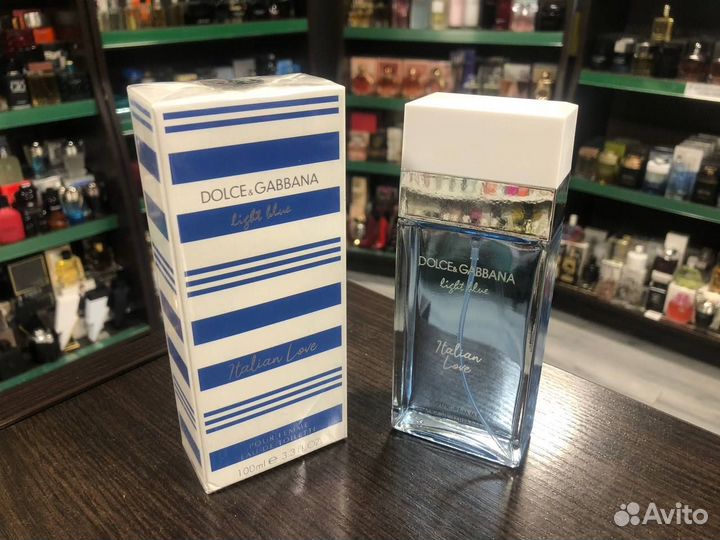 DOLCE&GABBANA
light blue
Italian Love
POUR FEMME
EAU DE TOILETTE
100ml e 3.3 fl.oz
DOLCE&GABBANA
light blue
Italian
Love
Avito